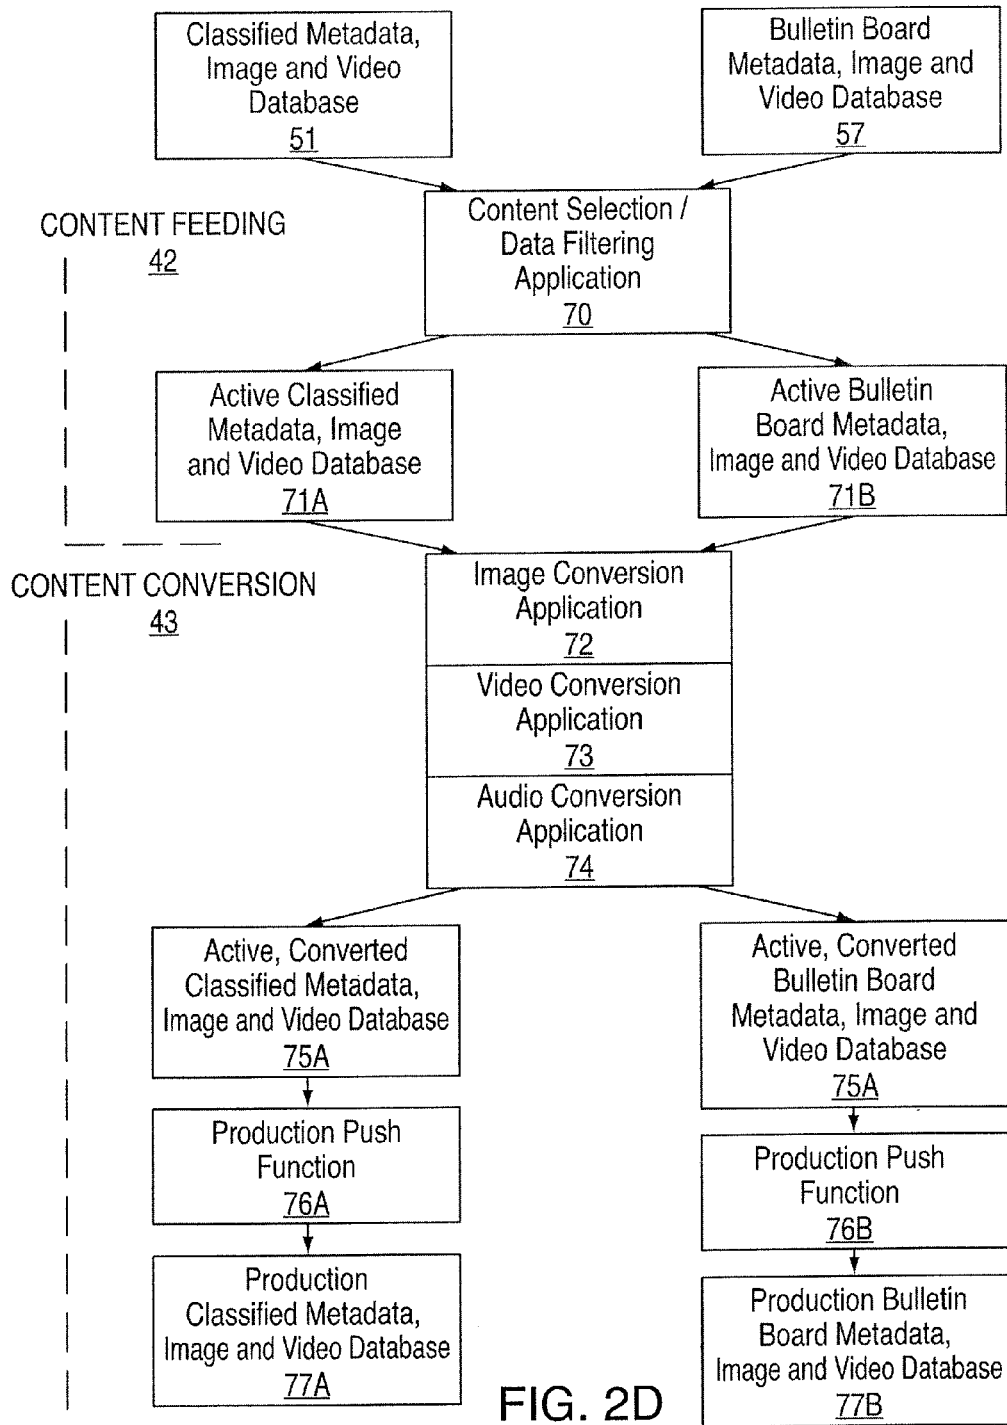 Classified Metadata,
Image and Video
Database
51
Bulletin Board
Metadata, Image and
Video Database
57
CONTENT FEEDING
42
Content Selection /
Data Filtering
Application
70
Active Classified
Metadata, Image
and Video Database
71A
Active Bulletin
Board Metadata,
Image and Video Database
71B
CONTENT CONVERSION
43
Image Conversion
Application
72
Video Conversion
Application
73
Audio Conversion
Application
74
Active, Converted
Classified Metadata,
Image and Video Database
75A
Active, Converted
Bulletin Board
Metadata, Image and
Video Database
75A
Production Push
Function
76A
Production Push
Function
76B
Production
Classified Metadata,
Image and Video Database
77A
Production Bulletin
Board Metadata,
Image and Video Database
77B
FIG. 2D